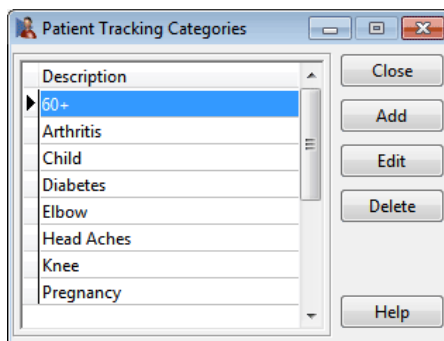 Patient Tracking Categories
Description
60+
Arthritis
Child
Diabetes
Elbow
Head Aches
Knee
Pregnancy
Close
Add
Edit
Delete
Help